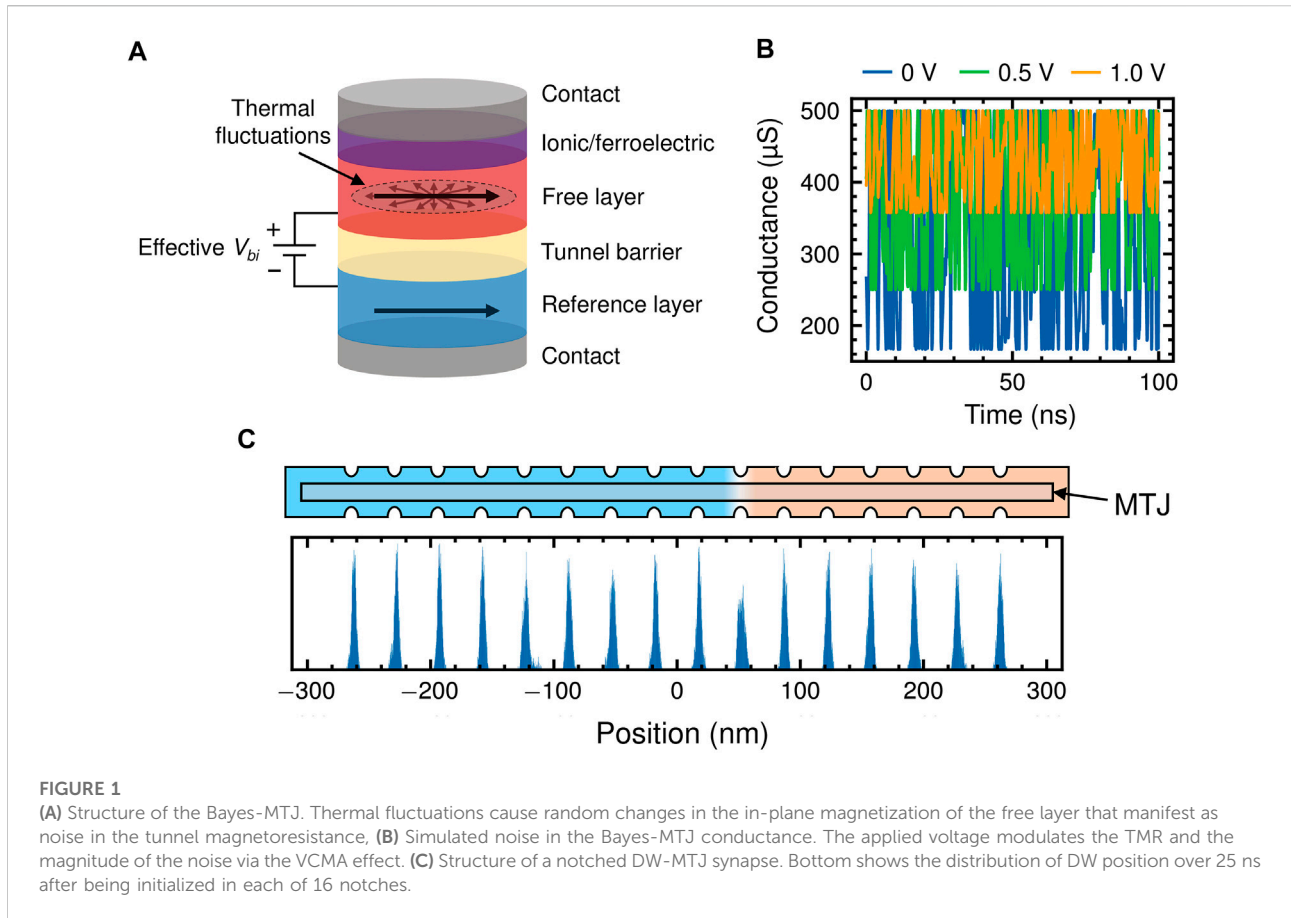 A
Thermal
fluctuations
Contact
Ionic/ferroelectric
Free layer
Effective V_bi
+
−
Tunnel barrier
Reference layer
Contact
B
0 V 0.5 V 1.0 V
Conductance (μS)
500
400
300
200
0 50 100
Time (ns)
C
MTJ
−300 −200 −100 0 100 200 300
Position (nm)
FIGURE 1
(A) Structure of the Bayes-MTJ. Thermal fluctuations cause random changes in the in-plane magnetization of the free layer that manifest as
noise in the tunnel magnetoresistance, (B) Simulated noise in the Bayes-MTJ conductance. The applied voltage modulates the TMR and the
magnitude of the noise via the VCMA effect. (C) Structure of a notched DW-MTJ synapse. Bottom shows the distribution of DW position over 25 ns
after being initialized in each of 16 notches.